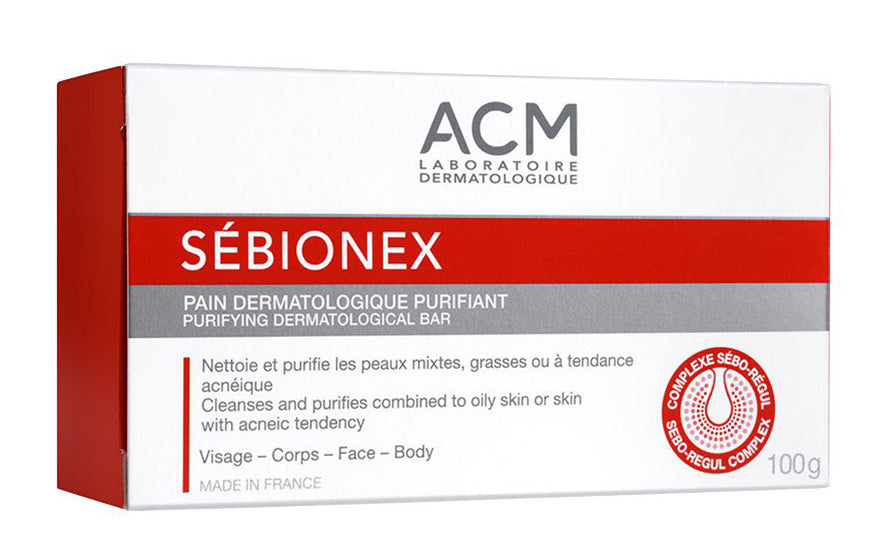 ACM
LABORATOIRE
DERMATOLOGIQUE
SÉBIONEX
PAIN DERMATOLOGIQUE PURIFIANT
PURIFYING DERMATOLOGICAL BAR
Nettoie et purifie les peaux mixtes, grasses ou à tendance
acnéique
Cleanses and purifies combined to oily skin or skin
with acneic tendency
Visage – Corps – Face – Body
MADE IN FRANCE
COMPLEXE SÉBO-RÉGUL
SEBO-REGUL COMPLEX
100g